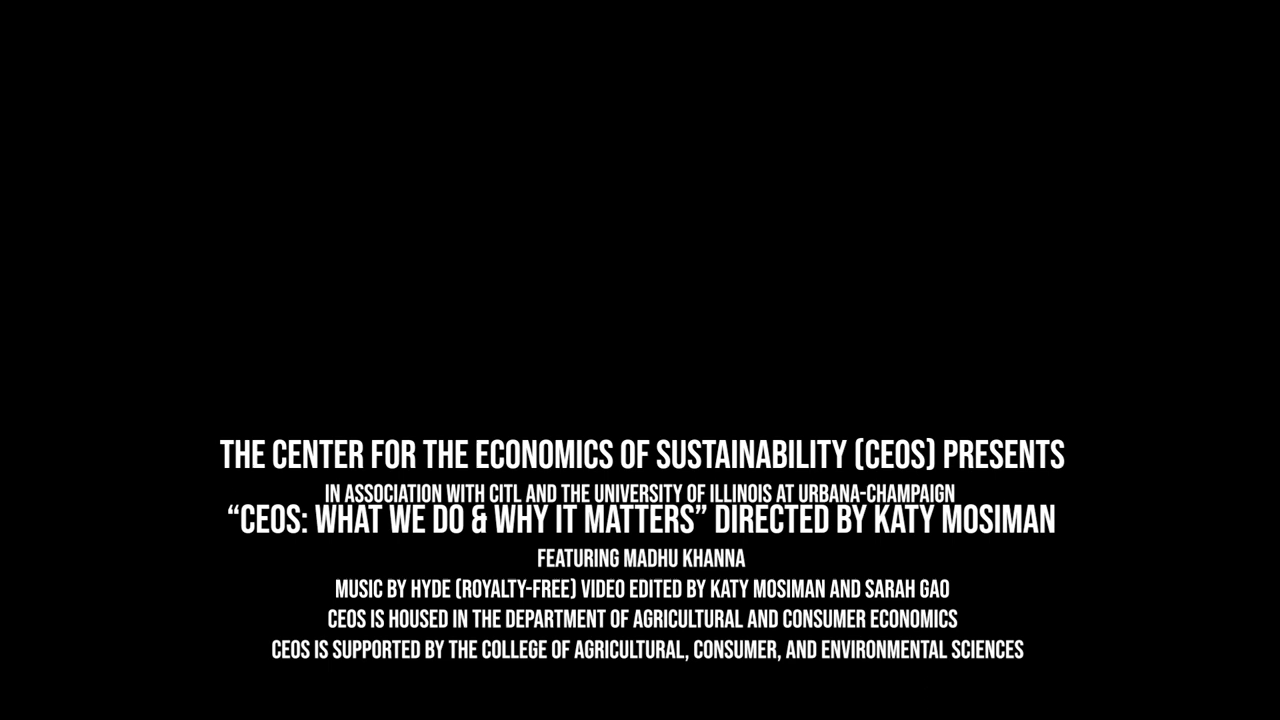 THE CENTER FOR THE ECONOMICS OF SUSTAINABILITY (CEOS) PRESENTS
IN ASSOCIATION WITH CITL AND THE UNIVERSITY OF ILLINOIS AT URBANA-CHAMPAIGN
“CEOS: WHAT WE DO & WHY IT MATTERS” DIRECTED BY KATY MOSIMAN
FEATURING MADHU KHANNA
MUSIC BY HYDE (ROYALTY-FREE) VIDEO EDITED BY KATY MOSIMAN AND SARAH GAO
CEOS IS HOUSED IN THE DEPARTMENT OF AGRICULTURAL AND CONSUMER ECONOMICS
CEOS IS SUPPORTED BY THE COLLEGE OF AGRICULTURAL, CONSUMER, AND ENVIRONMENTAL SCIENCES